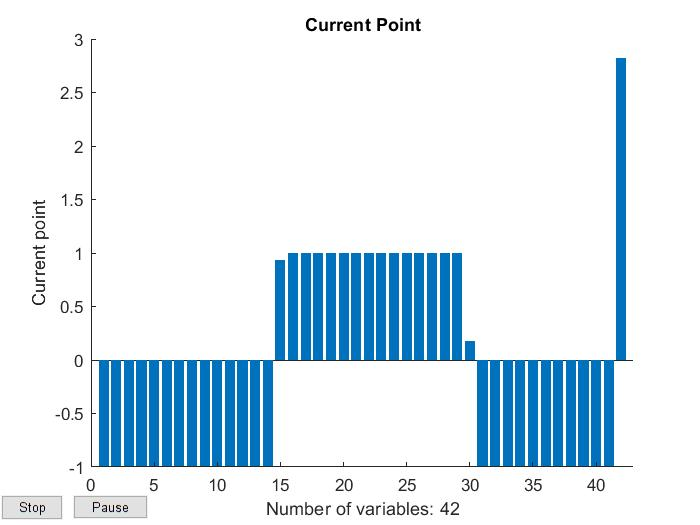 Current Point
3
2.5
2
1.5
1
0.5
0
-0.5
-1
Current point
0 5 10 15 20 25 30 35 40
Number of variables: 42
Stop Pause